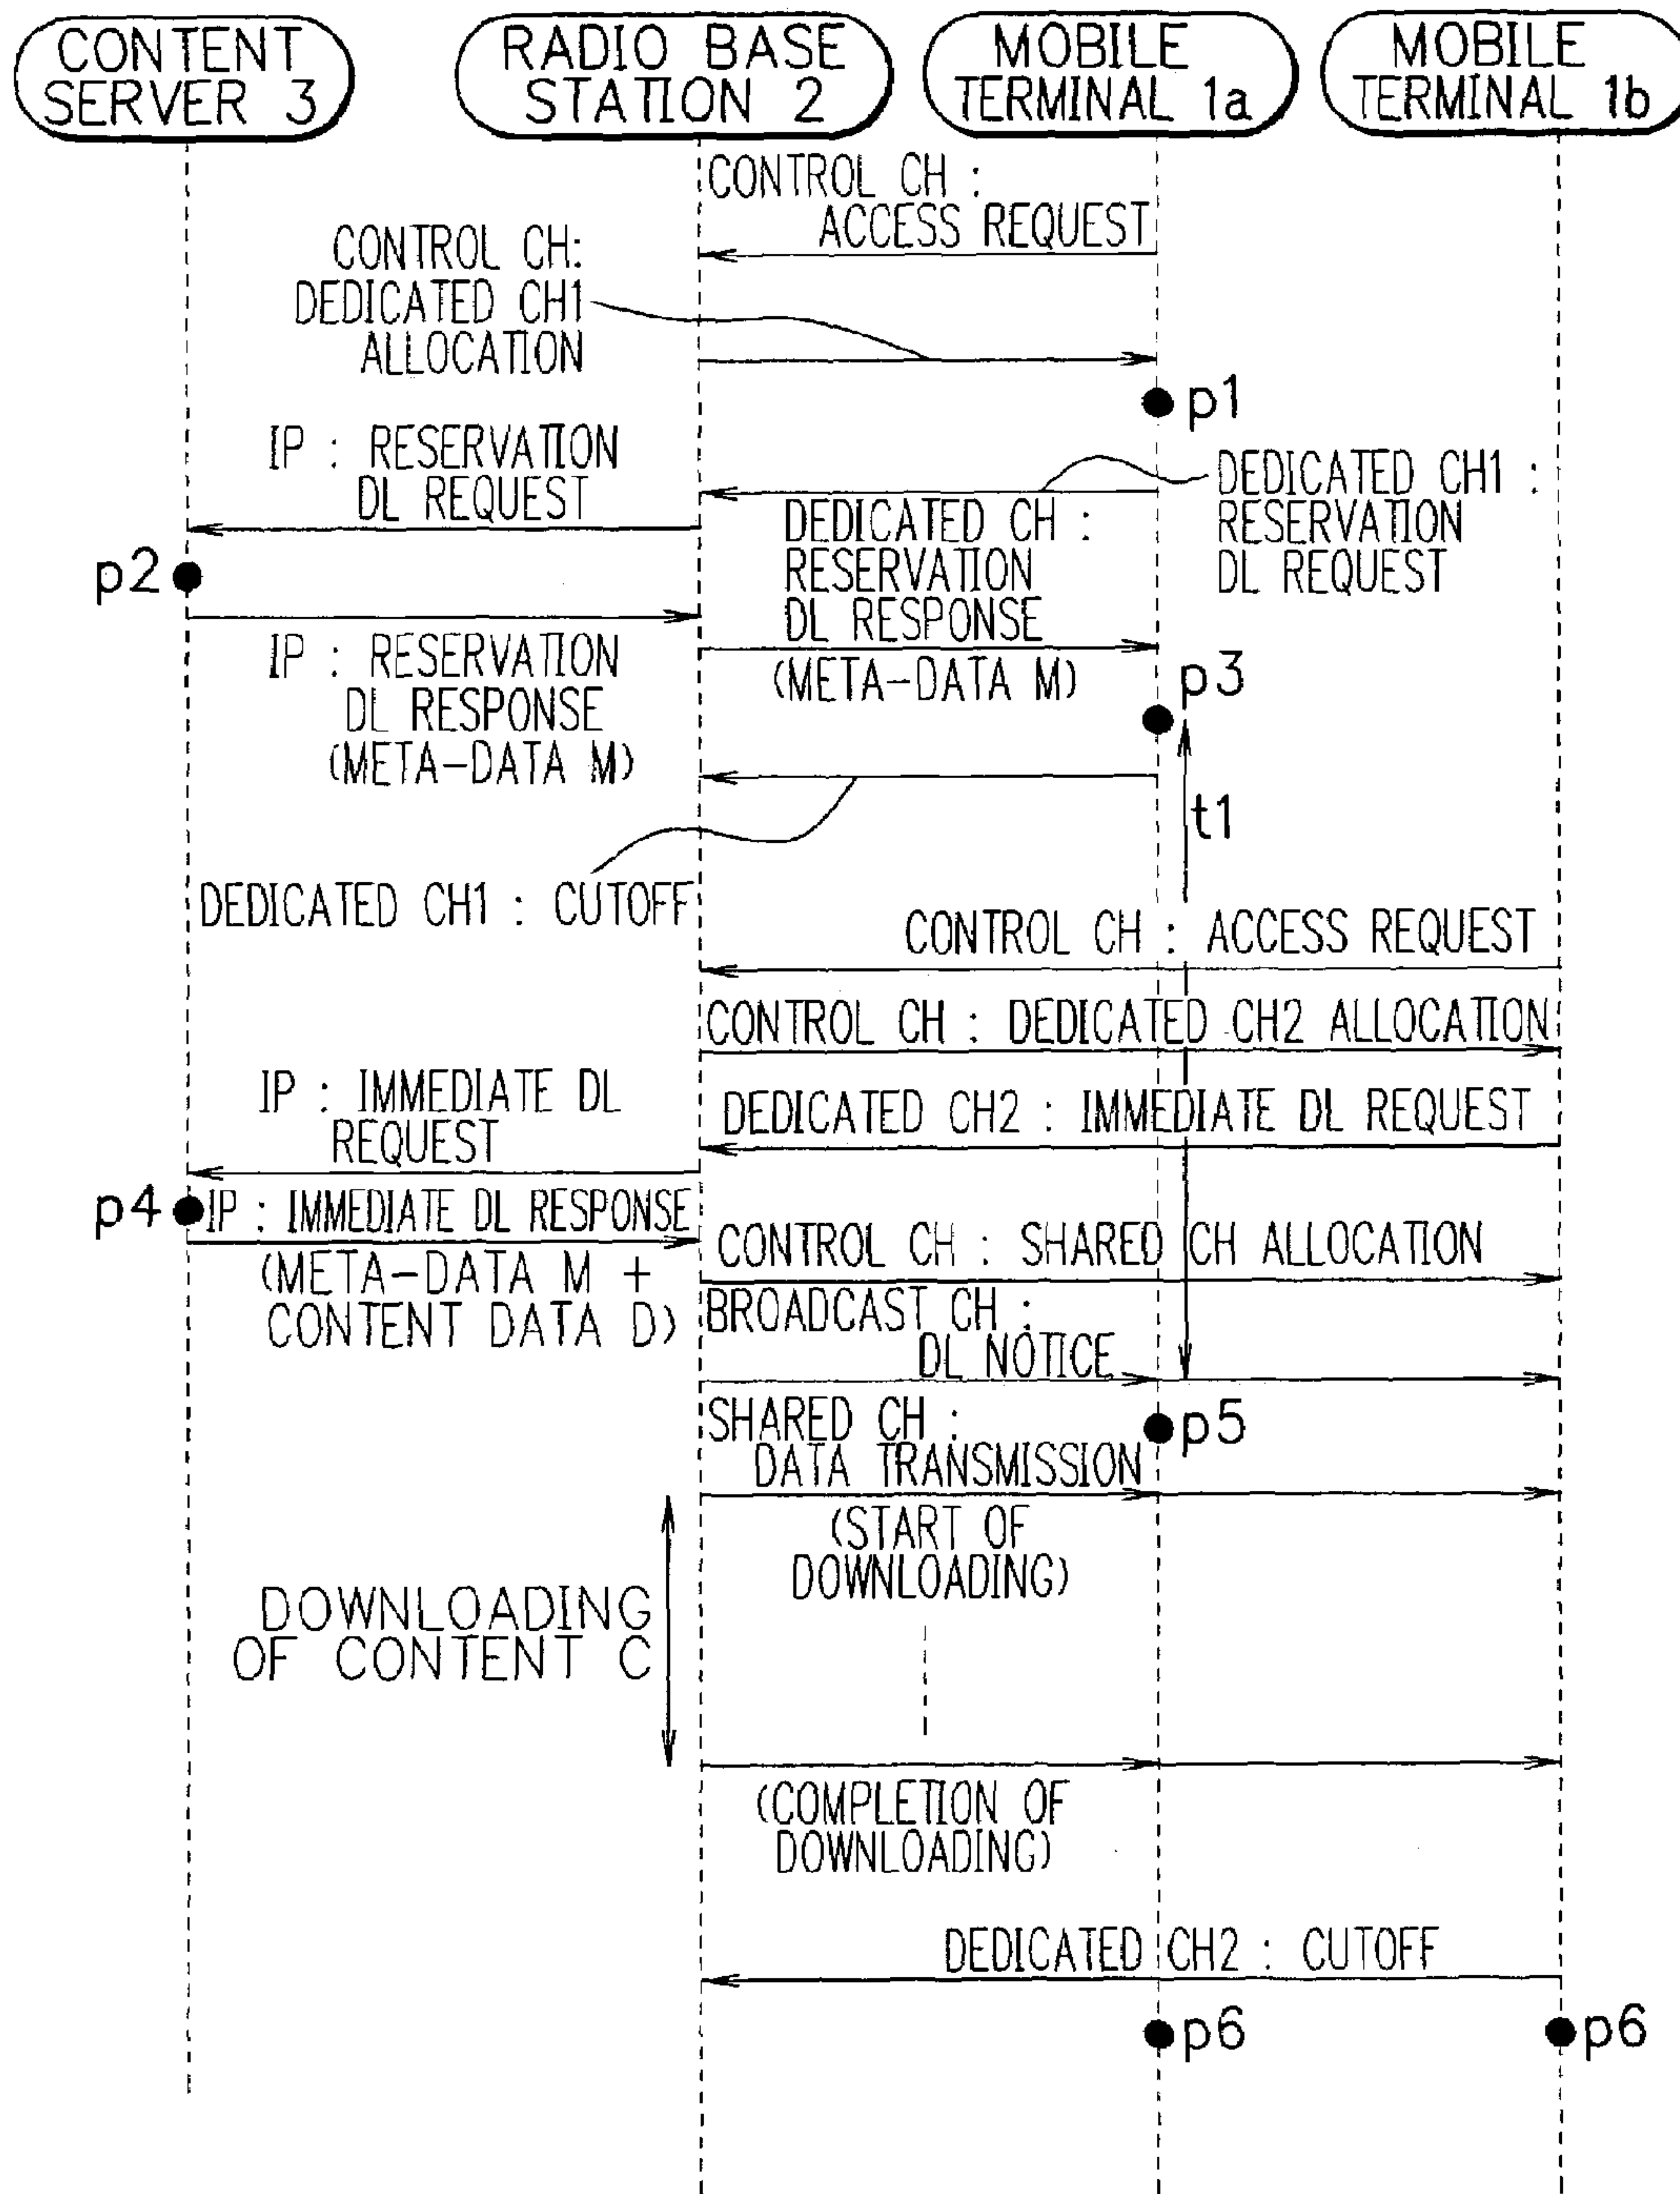 CONTENT
SERVER 3
RADIO BASE
STATION 2
MOBILE
TERMINAL 1a
MOBILE
TERMINAL 1b
CONTROL CH :
ACCESS REQUEST
CONTROL CH:
DEDICATED CH1
ALLOCATION
p1
IP : RESERVATION
DL REQUEST
DEDICATED CH1 :
RESERVATION
DL REQUEST
p2
DEDICATED CH :
RESERVATION
DL RESPONSE
(META-DATA M)
IP : RESERVATION
DL RESPONSE
(META-DATA M)
p3
t1
DEDICATED CH1 : CUTOFF
CONTROL CH : ACCESS REQUEST
CONTROL CH : DEDICATED CH2 ALLOCATION
IP : IMMEDIATE DL
REQUEST
DEDICATED CH2 : IMMEDIATE DL REQUEST
p4
IP : IMMEDIATE DL RESPONSE
(META-DATA M +
CONTENT DATA D)
CONTROL CH : SHARED CH ALLOCATION
BROADCAST CH :
DL NOTICE
p5
SHARED CH :
DATA TRANSMISSION
(START OF
DOWNLOADING)
DOWNLOADING
OF CONTENT C
(COMPLETION OF
DOWNLOADING)
DEDICATED CH2 : CUTOFF
p6
p6